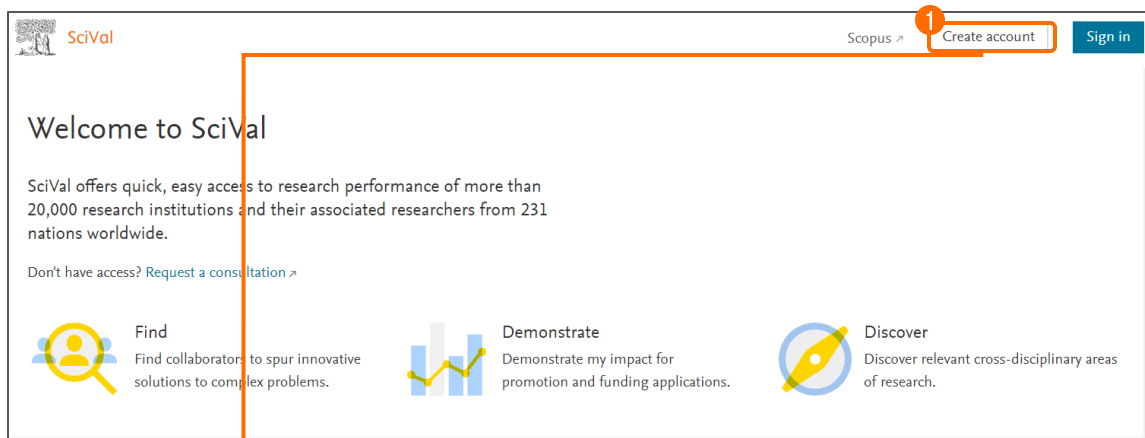 SciVal
Scopus ↗
1
Create account
Sign in
Welcome to SciVal
SciVal offers quick, easy access to research performance of more than
20,000 research institutions and their associated researchers from 231
nations worldwide.
Don't have access? Request a consultation ↗
Find
Find collaborators to spur innovative
solutions to complex problems.
Demonstrate
Demonstrate my impact for
promotion and funding applications.
Discover
Discover relevant cross-disciplinary areas
of research.